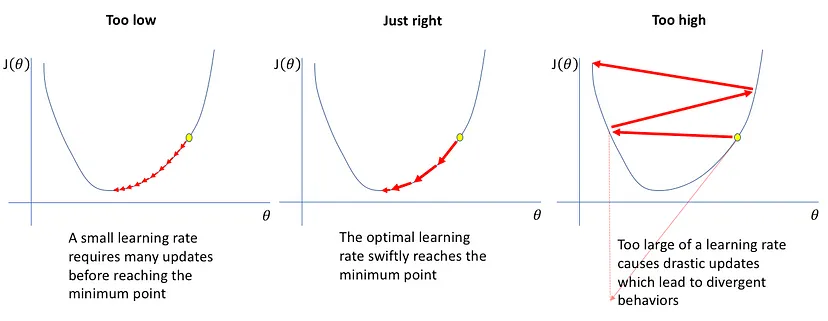 Too low
J(θ)
θ
A small learning rate
requires many updates
before reaching the
minimum point
Just right
J(θ)
θ
The optimal learning
rate swiftly reaches the
minimum point
Too high
J(θ)
θ
Too large of a learning rate
causes drastic updates
which lead to divergent
behaviors